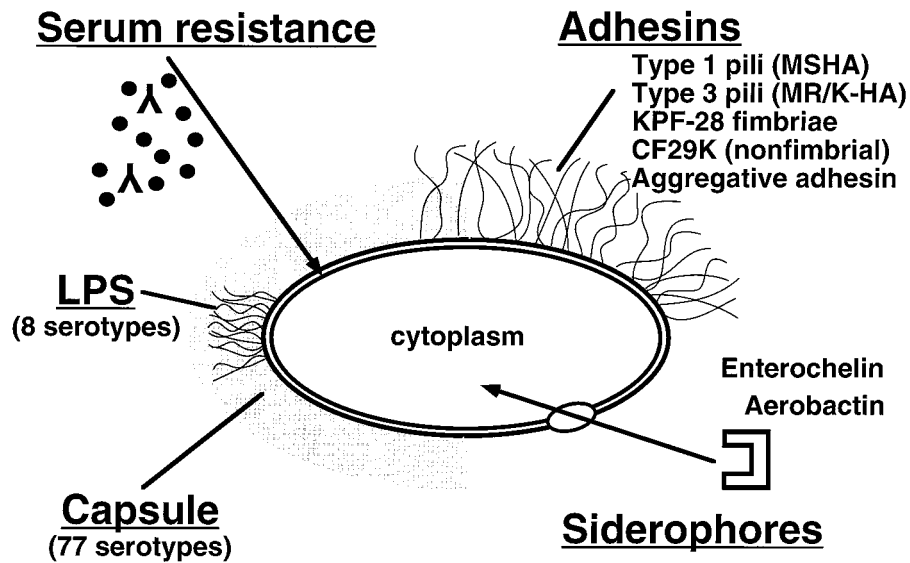 Serum resistance
Adhesins
Type 1 pili (MSHA)
Type 3 pili (MR/K-HA)
KPF-28 fimbriae
CF29K (nonfimbrial)
Aggregative adhesin
LPS
(8 serotypes)
cytoplasm
Enterochelin
Aerobactin
Capsule
(77 serotypes)
Siderophores